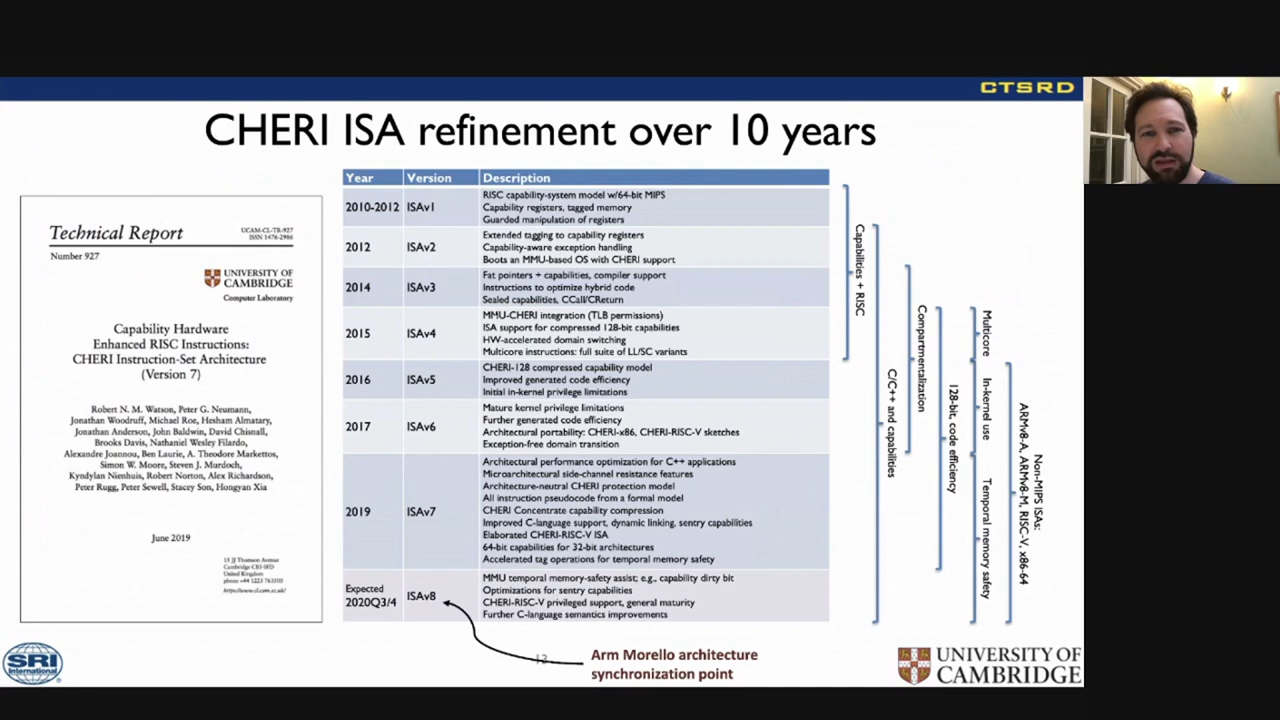 CTSRD
CHERI ISA refinement over 10 years
Technical Report
UCAM-CL-TR-927
ISSN 1476-2986
Number 927
UNIVERSITY OF
CAMBRIDGE
Computer Laboratory
Capability Hardware
Enhanced RISC Instructions:
CHERI Instruction-Set Architecture
(Version 7)
Robert N. M. Watson, Peter G. Neumann,
Jonathan Woodruff, Michael Roe, Hesham Almatary,
Jonathan Anderson, John Baldwin, David Chisnall,
Brooks Davis, Nathaniel Wesley Filardo,
Alexandre Joannou, Ben Laurie, A. Theodore Markettos,
Simon W. Moore, Steven J. Murdoch,
Kyndylan Nienhuis, Robert Norton, Alex Richardson,
Peter Rugg, Peter Sewell, Stacey Son, Hongyan Xia
June 2019
15 JJ Thomson Avenue
Cambridge CB3 0FD
United Kingdom
phone +44 1223 763500
https://www.cl.cam.ac.uk/
Year Version Description
2010-2012 ISAv1
RISC capability-system model w/64-bit MIPS
Capability registers, tagged memory
Guarded manipulation of registers
2012 ISAv2
Extended tagging to capability registers
Capability-aware exception handling
Boots an MMU-based OS with CHERI support
2014 ISAv3
Fat pointers + capabilities, compiler support
Instructions to optimize hybrid code
Sealed capabilities, CCall/CReturn
2015 ISAv4
MMU-CHERI integration (TLB permissions)
ISA support for compressed 128-bit capabilities
HW-accelerated domain switching
Multicore instructions: full suite of LL/SC variants
2016 ISAv5
CHERI-128 compressed capability model
Improved generated code efficiency
Initial in-kernel privilege limitations
2017 ISAv6
Mature kernel privilege limitations
Further generated code efficiency
Architectural portability: CHERI-x86, CHERI-RISC-V sketches
Exception-free domain transition
2019 ISAv7
Architectural performance optimization for C++ applications
Microarchitectural side-channel resistance features
Architecture-neutral CHERI protection model
All instruction pseudocode from a formal model
CHERI Concentrate capability compression
Improved C-language support, dynamic linking, sentry capabilities
Elaborated CHERI-RISC-V ISA
64-bit capabilities for 32-bit architectures
Accelerated tag operations for temporal memory safety
Expected
2020Q3/4 ISAv8
MMU temporal memory-safety assist; e.g., capability dirty bit
Optimizations for sentry capabilities
CHERI-RISC-V privileged support, general maturity
Further C-language semantics improvements
Capabilities + RISC
C/C++ and capabilities
Compartmentalization
128-bit, code efficiency
Multicore
In-kernel use
Temporal memory safety
Non-MIPS ISAs:
ARMv8-A, ARMv8-M, RISC-V, x86-64
Arm Morello architecture
synchronization point
SRI
International
UNIVERSITY OF
CAMBRIDGE